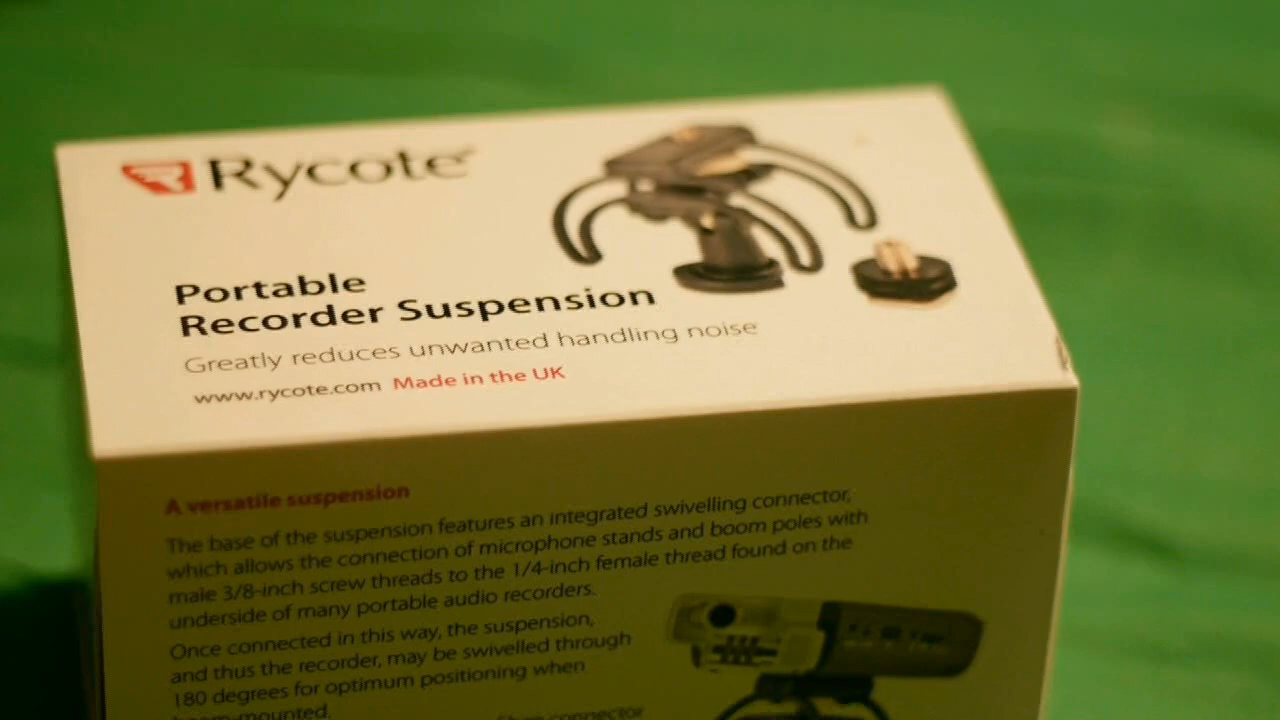 Rycote
Portable
Recorder Suspension
Greatly reduces unwanted handling noise
www.rycote.com Made in the UK
A versatile suspension
The base of the suspension features an integrated swivelling connector,
which allows the connection of microphone stands and boom poles with
male 3/8-inch screw threads to the 1/4-inch female thread found on the
underside of many portable audio recorders.
Once connected in this way, the suspension,
and thus the recorder, may be swivelled through
180 degrees for optimum positioning when
boom-mounted.
connector